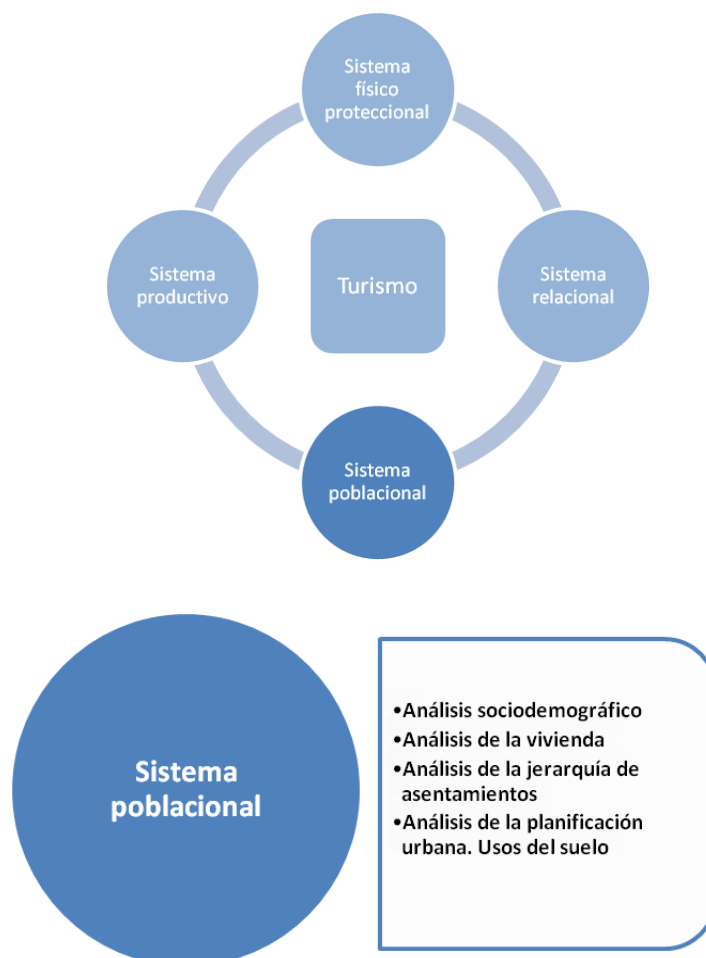 Sistema
físico
proteccional
Sistema
productivo
Turismo
Sistema
relacional
Sistema
poblacional
Sistema
poblacional
•Análisis sociodemográfico
•Análisis de la vivienda
•Análisis de la jerarquía de
asentamientos
•Análisis de la planificación
urbana. Usos del suelo